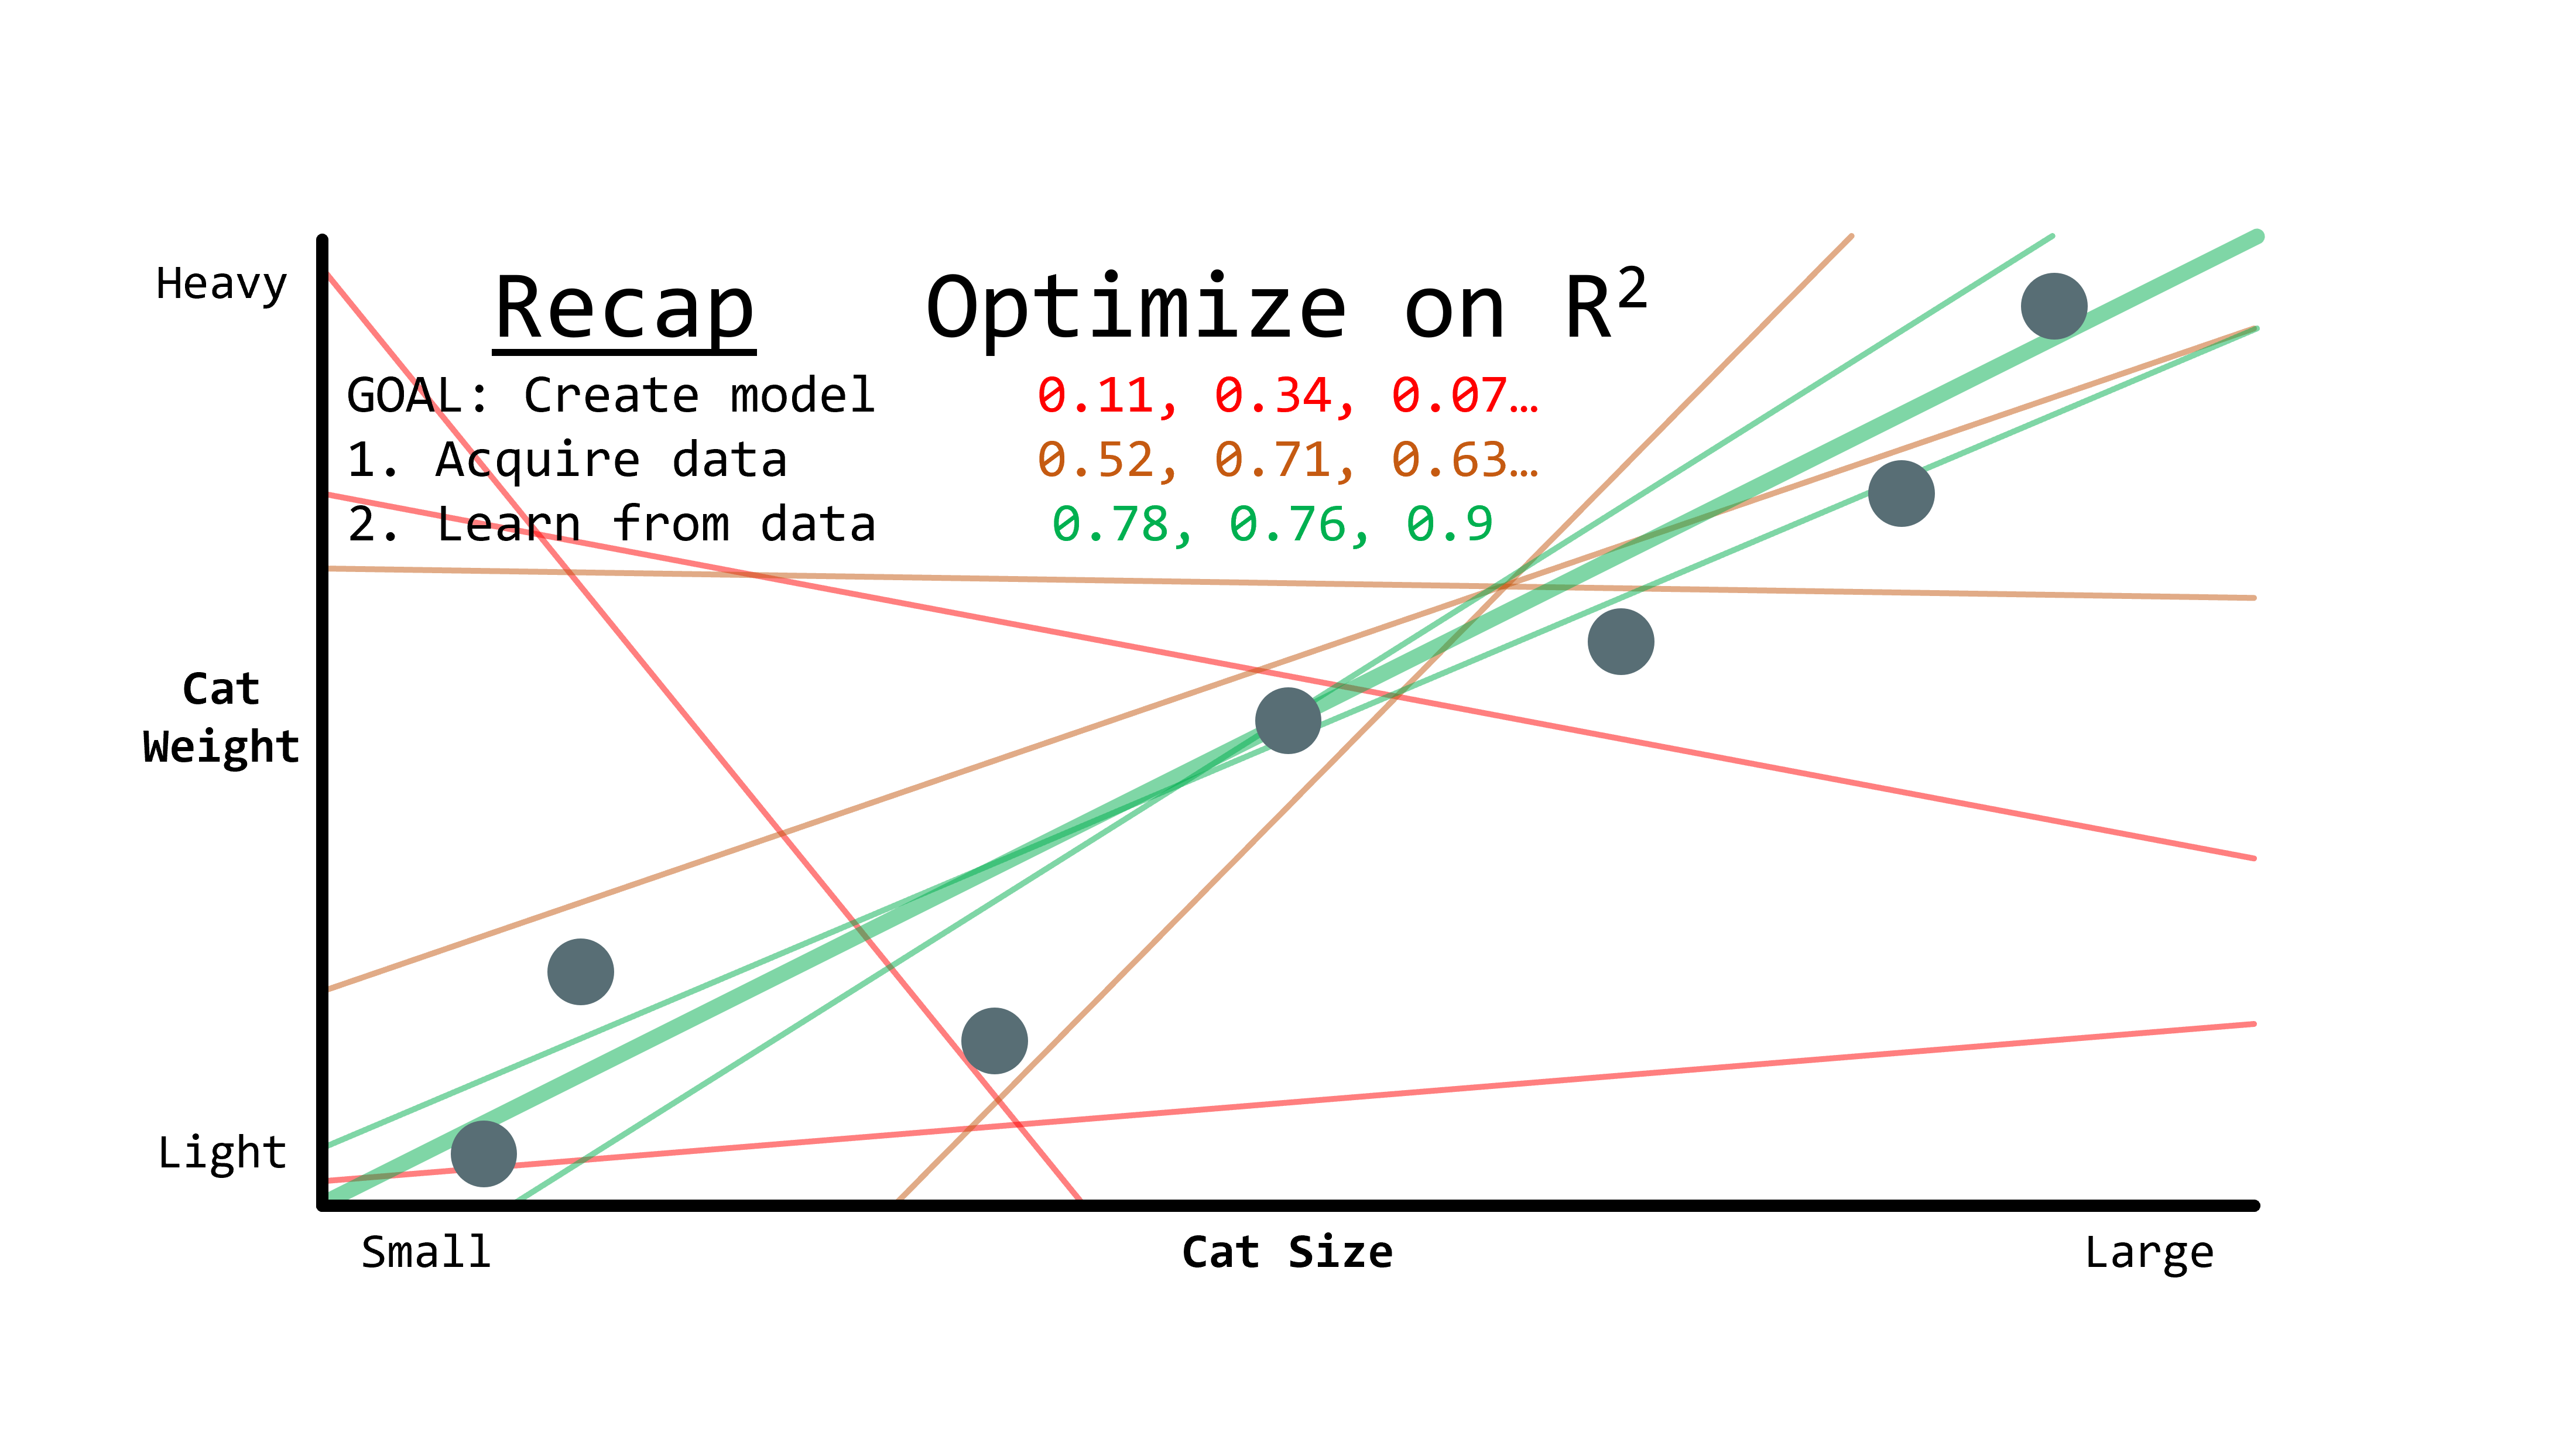 Recap
GOAL: Create model
1. Acquire data
2. Learn from data
Optimize on R²
0.11, 0.34, 0.07…
0.52, 0.71, 0.63…
0.78, 0.76, 0.9
Heavy
Cat
Weight
Light
Small
Cat Size
Large